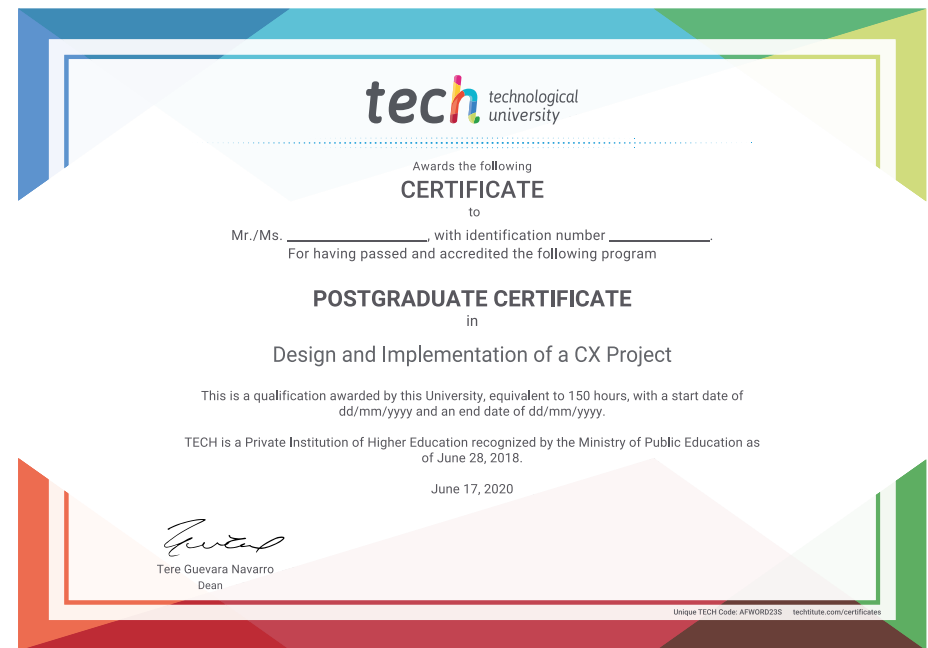 tech technological
university
Awards the following
CERTIFICATE
to
Mr./Ms. ____________________, with identification number ______________.
For having passed and accredited the following program
POSTGRADUATE CERTIFICATE
in
Design and Implementation of a CX Project
This is a qualification awarded by this University, equivalent to 150 hours, with a start date of
dd/mm/yyyy and an end date of dd/mm/yyyy.
TECH is a Private Institution of Higher Education recognized by the Ministry of Public Education as
of June 28, 2018.
June 17, 2020
Tere Guevara Navarro
Dean
Unique TECH Code: AFWORD23S techtitute.com/certificates